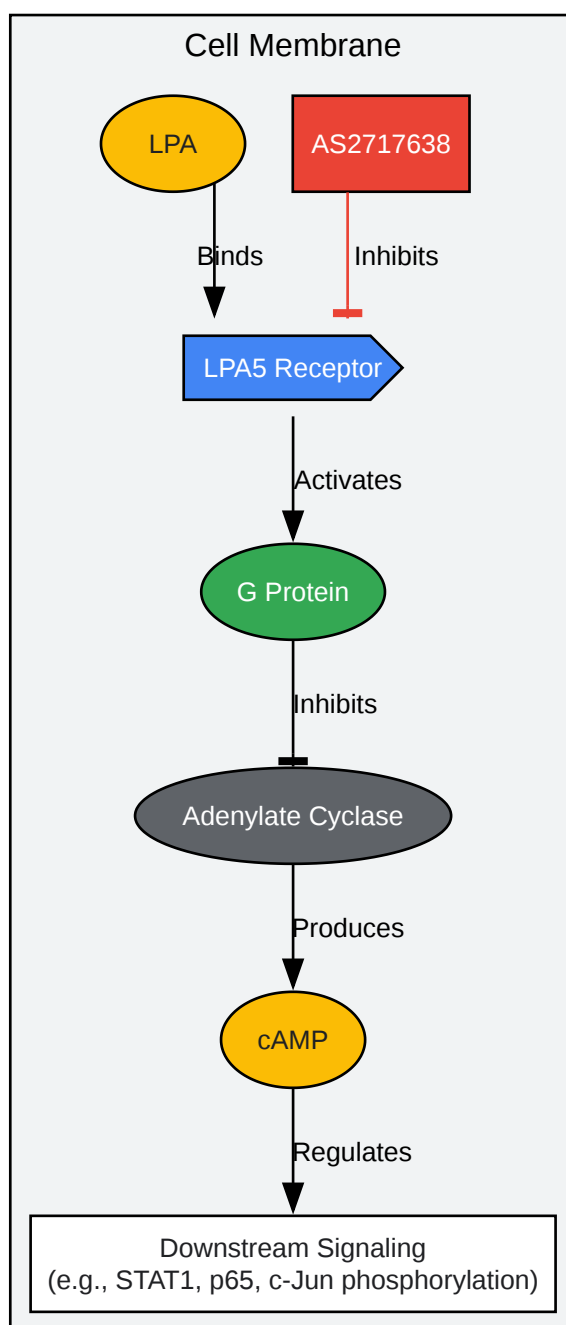 Cell Membrane
LPA
AS2717638
Binds
Inhibits
LPA5 Receptor
Activates
G Protein
Inhibits
Adenylate Cyclase
Produces
cAMP
Regulates
Downstream Signaling
(e.g., STAT1, p65, c-Jun phosphorylation)